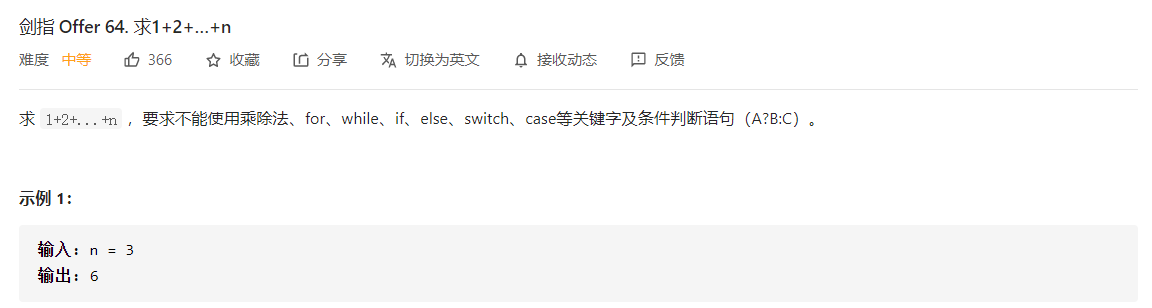 剑指 Offer 64. 求1+2+…+n
难度 中等 366 收藏 分享 切换为英文 接收动态 反馈
求 1+2+...+n ，要求不能使用乘除法、for、while、if、else、switch、case等关键字及条件判断语句（A?B:C）。
示例 1：
输入：n = 3
输出：6